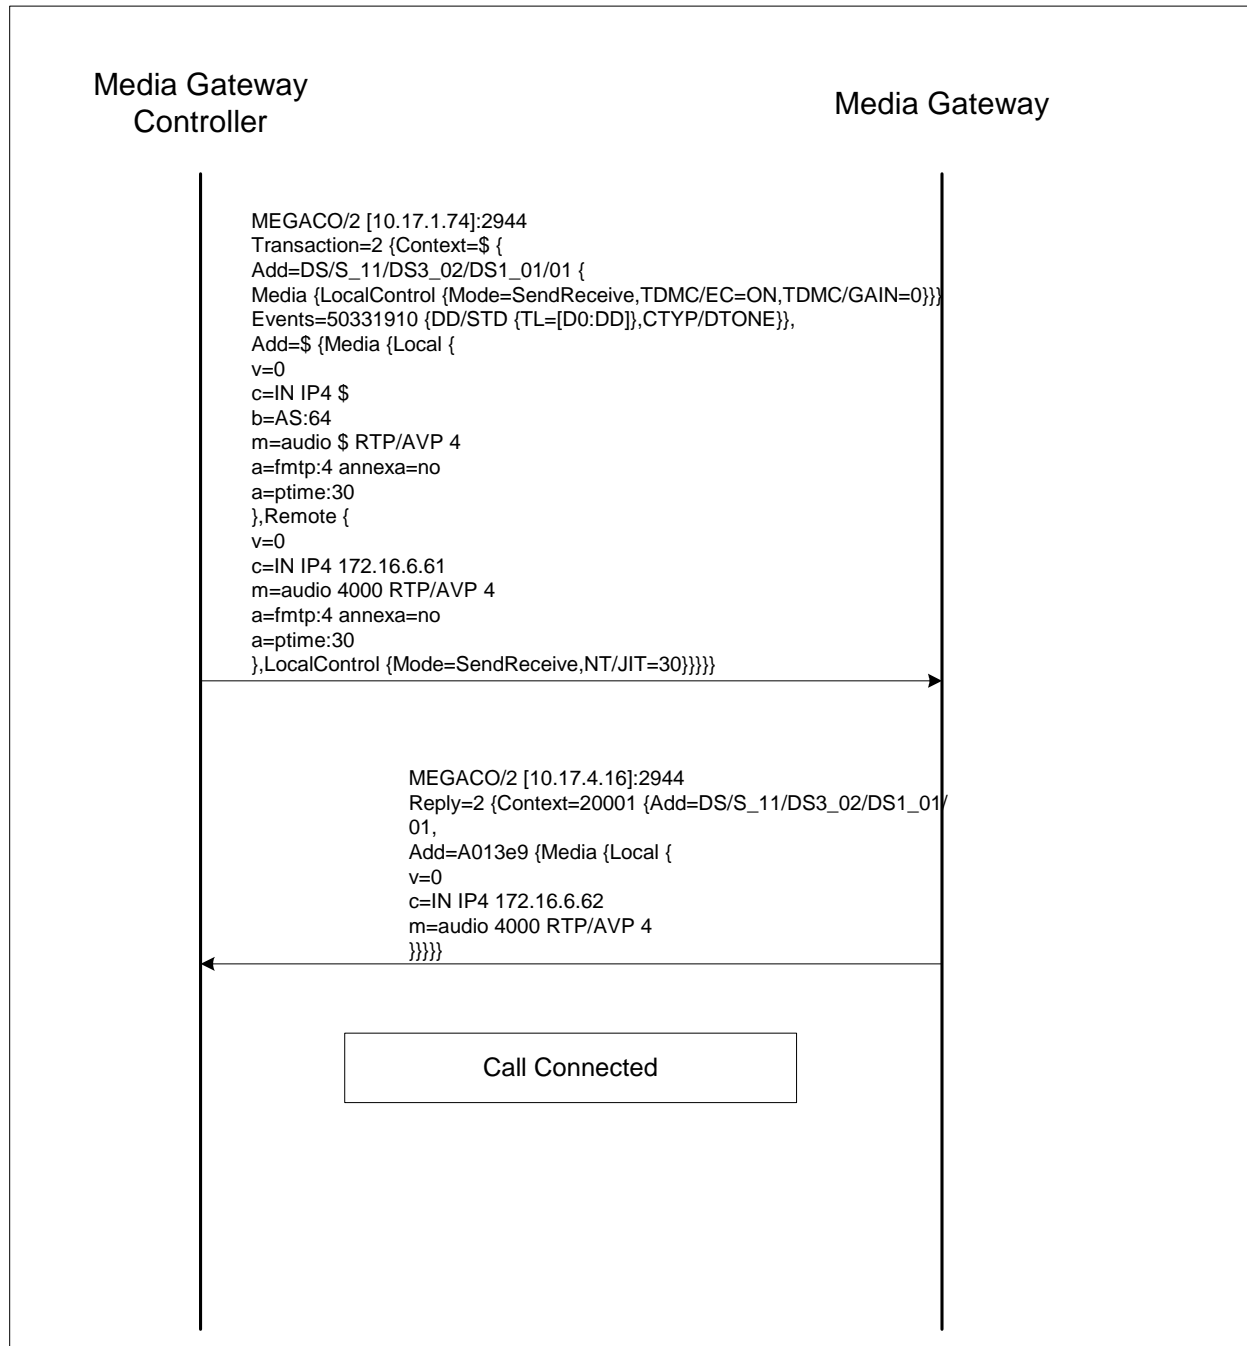 Media Gateway
Controller
Media Gateway
MEGACO/2 [10.17.1.74]:2944
Transaction=2 {Context=$ {
Add=DS/S_11/DS3_02/DS1_01/01 {
Media {LocalControl {Mode=SendReceive,TDMC/EC=ON,TDMC/GAIN=0}}}
Events=50331910 {DD/STD {TL=[D0:DD]},CTYP/DTONE}},
Add=$ {Media {Local {
v=0
c=IN IP4 $
b=AS:64
m=audio $ RTP/AVP 4
a=fmtp:4 annexa=no
a=ptime:30
},Remote {
v=0
c=IN IP4 172.16.6.61
m=audio 4000 RTP/AVP 4
a=fmtp:4 annexa=no
a=ptime:30
},LocalControl {Mode=SendReceive,NT/JIT=30}}}}}
MEGACO/2 [10.17.4.16]:2944
Reply=2 {Context=20001 {Add=DS/S_11/DS3_02/DS1_01/
01,
Add=A013e9 {Media {Local {
v=0
c=IN IP4 172.16.6.62
m=audio 4000 RTP/AVP 4
}}}}}
Call Connected